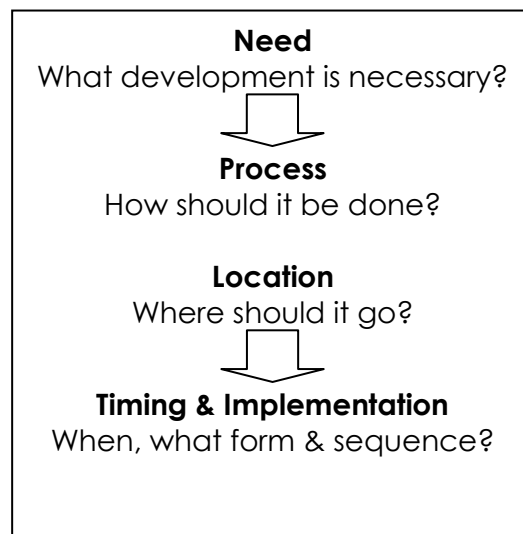 Need
What development is necessary?
Process
How should it be done?
Location
Where should it go?
Timing & Implementation
When, what form & sequence?